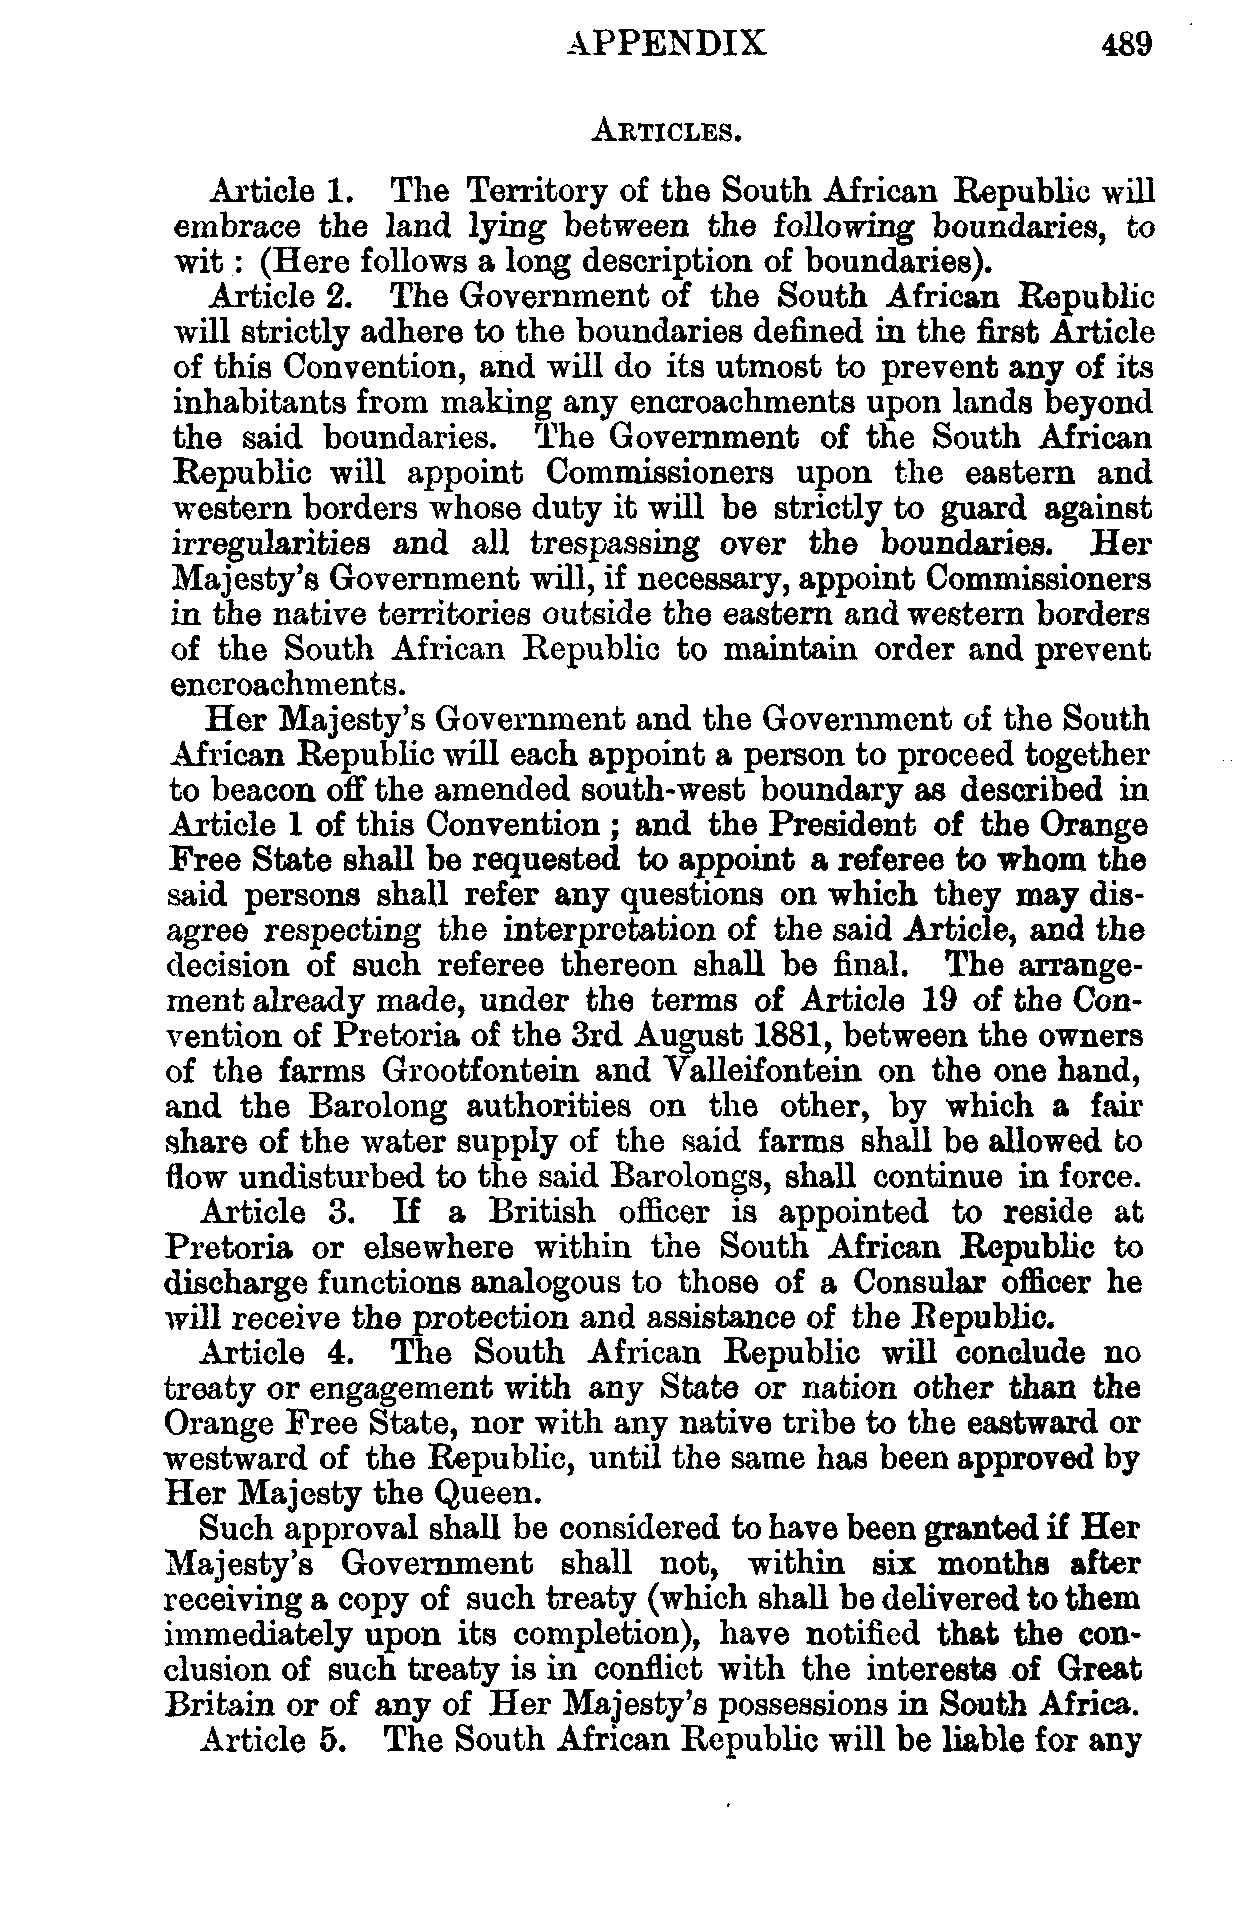 APPENDIX 489
ARTICLES.
Article 1. The Territory of the South African Republic will
embrace the land lying between the following boundaries, to
wit : (Here follows a long description of boundaries).
Article 2. The Government of the South African Republic
will strictly adhere to the boundaries defined in the first Article
of this Convention, and will do its utmost to prevent any of its
inhabitants from making any encroachments upon lands beyond
the said boundaries. The Government of the South African
Republic will appoint Commissioners upon the eastern and
western borders whose duty it will be strictly to guard against
irregularities and all trespassing over the boundaries. Her
Majesty's Government will, if necessary, appoint Commissioners
in the native territories outside the eastern and western borders
of the South African Republic to maintain order and prevent
encroachments.
Her Majesty's Government and the Government of the South
African Republic will each appoint a person to proceed together
to beacon off the amended south-west boundary as described in
Article 1 of this Convention ; and the President of the Orange
Free State shall be requested to appoint a referee to whom the
said persons shall refer any questions on which they may dis-
agree respecting the interpretation of the said Article, and the
decision of such referee thereon shall be final. The arrange-
ment already made, under the terms of Article 19 of the Con-
vention of Pretoria of the 3rd August 1881, between the owners
of the farms Grootfontein and Valleifontein on the one hand,
and the Barolong authorities on the other, by which a fair
share of the water supply of the said farms shall be allowed to
flow undisturbed to the said Barolongs, shall continue in force.
Article 3. If a British officer is appointed to reside at
Pretoria or elsewhere within the South African Republic to
discharge functions analogous to those of a Consular officer he
will receive the protection and assistance of the Republic.
Article 4. The South African Republic will conclude no
treaty or engagement with any State or nation other than the
Orange Free State, nor with any native tribe to the eastward or
westward of the Republic, until the same has been approved by
Her Majesty the Queen.
Such approval shall be considered to have been granted if Her
Majesty's Government shall not, within six months after
receiving a copy of such treaty (which shall be delivered to them
immediately upon its completion), have notified that the con-
clusion of such treaty is in conflict with the interests of Great
Britain or of any of Her Majesty's possessions in South Africa.
Article 5. The South African Republic will be liable for any